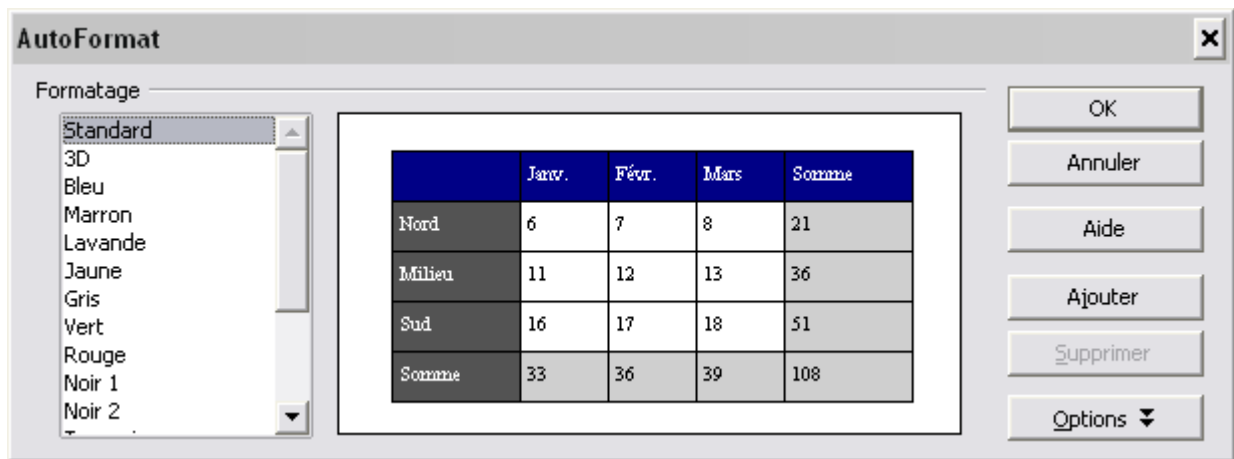 AutoFormat
Formatage
Standard
3D
Bleu
Marron
Lavande
Jaune
Gris
Vert
Rouge
Noir 1
Noir 2
Janv. Févr. Mars Somme
Nord 6 7 8 21
Milieu 11 12 13 36
Sud 16 17 18 51
Somme 33 36 39 108
OK
Annuler
Aide
Ajouter
Supprimer
Options